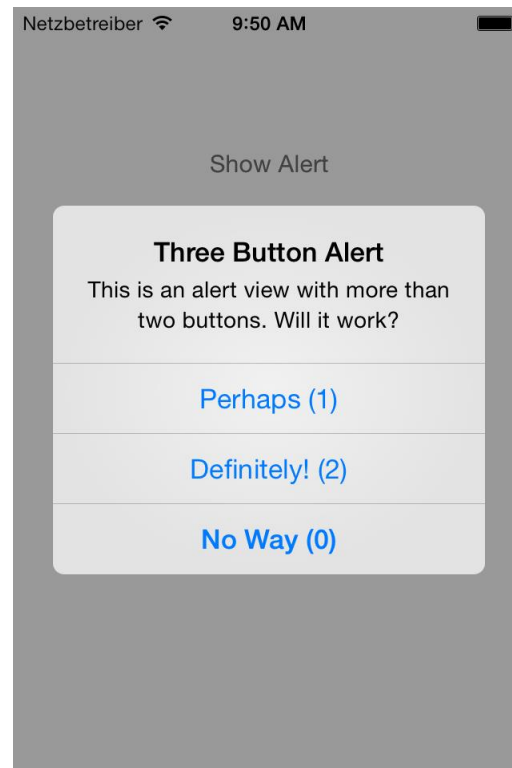 Netzbetreiber 9:50 AM
Show Alert
Three Button Alert
This is an alert view with more than
two buttons. Will it work?
Perhaps (1)
Definitely! (2)
No Way (0)